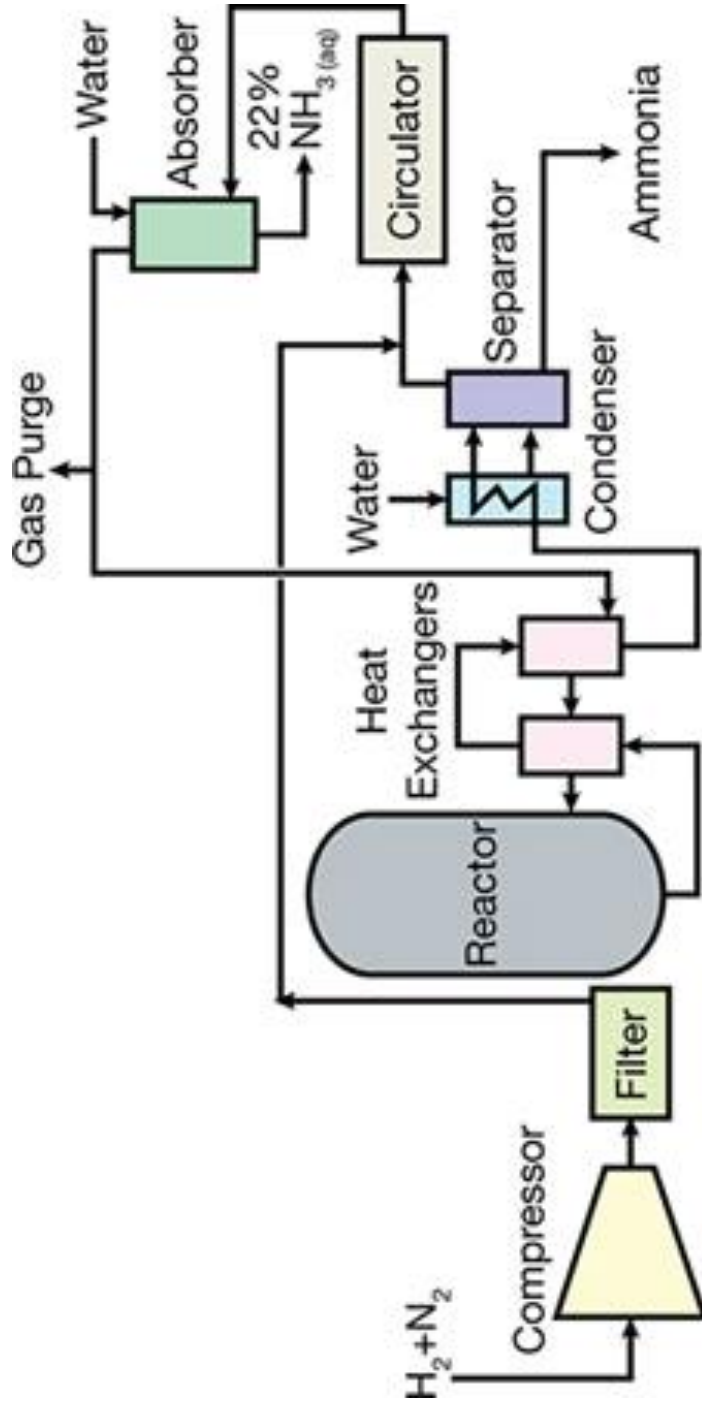 Gas Purge
Water
Absorber
22%
NH3 (aq)
Circulator
Water
Separator
Condenser
Ammonia
Heat
Exchangers
Reactor
Filter
Compressor
H2+N2